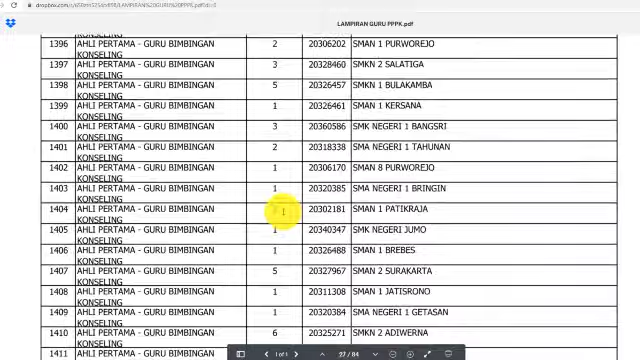 LAMPIRAN GURU PPPK.pdf
KONSELING
1396 AHLI PERTAMA - GURU BIMBINGAN KONSELING 2 20306202 SMAN 1 PURWOREJO
1397 AHLI PERTAMA - GURU BIMBINGAN KONSELING 3 20328460 SMKN 2 SALATIGA
1398 AHLI PERTAMA - GURU BIMBINGAN KONSELING 5 20326457 SMKN 1 BULAKAMBA
1399 AHLI PERTAMA - GURU BIMBINGAN KONSELING 1 20326461 SMAN 1 KERSANA
1400 AHLI PERTAMA - GURU BIMBINGAN KONSELING 3 20360586 SMK NEGERI 1 BANGSRI
1401 AHLI PERTAMA - GURU BIMBINGAN KONSELING 2 20318338 SMA NEGERI 1 TAHUNAN
1402 AHLI PERTAMA - GURU BIMBINGAN KONSELING 1 20306170 SMAN 8 PURWOREJO
1403 AHLI PERTAMA - GURU BIMBINGAN KONSELING 1 20320385 SMA NEGERI 1 BRINGIN
1404 AHLI PERTAMA - GURU BIMBINGAN KONSELING 20302181 SMAN 1 PATIKRAJA
1405 AHLI PERTAMA - GURU BIMBINGAN KONSELING 1 20340347 SMK NEGERI JUMO
1406 AHLI PERTAMA - GURU BIMBINGAN KONSELING 1 20326488 SMAN 1 BREBES
1407 AHLI PERTAMA - GURU BIMBINGAN KONSELING 5 20327967 SMKN 2 SURAKARTA
1408 AHLI PERTAMA - GURU BIMBINGAN KONSELING 1 20311308 SMAN 1 JATISRONO
1409 AHLI PERTAMA - GURU BIMBINGAN KONSELING 1 20320384 SMA NEGERI 1 GETASAN
1410 AHLI PERTAMA - GURU BIMBINGAN KONSELING 6 20325271 SMKN 2 ADIWERNA
1411 AHLI PERTAMA - GURU BIMBINGAN
1 of 1 27 / 84